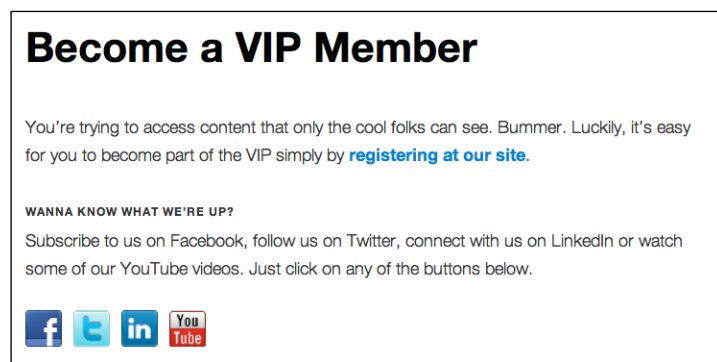 Become a VIP Member
You're trying to access content that only the cool folks can see. Bummer. Luckily, it's easy
for you to become part of the VIP simply by registering at our site.
WANNA KNOW WHAT WE'RE UP?
Subscribe to us on Facebook, follow us on Twitter, connect with us on LinkedIn or watch
some of our YouTube videos. Just click on any of the buttons below.
f t in You
Tube